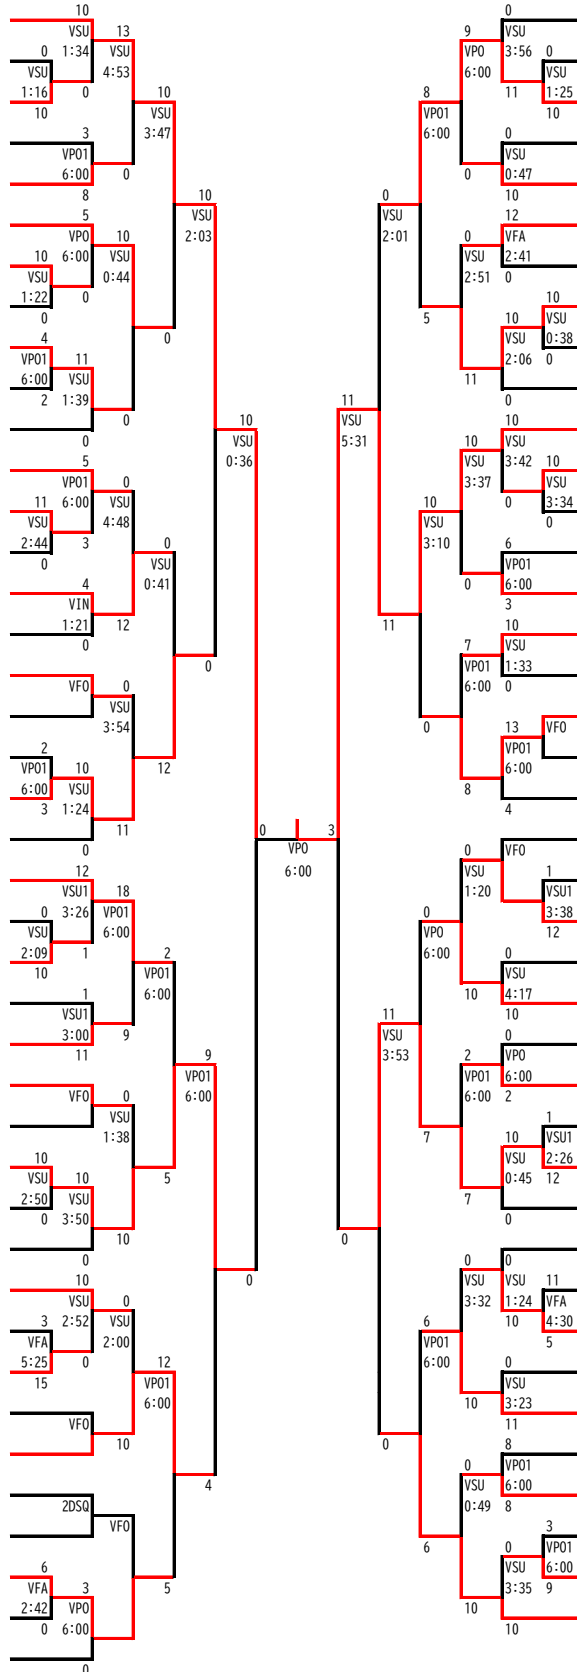 10 0
VSU 13 9 VSU
0 1:34 VSU VPO 3:56 0
VSU 4:53 6:00 VSU
1:16 0 10 8 11 1:25
10 VSU VPO1 10
3 3:47 6:00 0
VPO1 VSU
6:00 0 0 0:47
8 10 0 10
5 VSU VSU 12
VPO 10 2:03 2:01 0 VFA
10 6:00 VSU VSU 2:41
VSU 0:44 2:51 0
1:22 0 10
0 5 10 VSU
4 0 VSU 0:38
VPO1 11 2:06 0
6:00 VSU 11
2 1:39 0
0 10 11 10
0 VSU VSU 10 VSU
5 0:36 5:31 VSU 3:42 10
VPO1 0 3:37 VSU
11 6:00 VSU 10 0 3:34
VSU 4:48 VSU 0
2:44 3 0 3:10 6
0 VSU VPO1
4 0:41 0 6:00
VIN 3
1:21 12 11 10
0 7 VSU
0 VPO1 1:33
VFO 0 6:00 0
VSU 0 13 VFO
3:54 VPO1
2 12 6:00
VPO1 10 8
6:00 VSU 4
3 1:24 11
0 0 3
VPO
6:00
0 VFO
12 VSU 1
VSU1 18 1:20 VSU1
0 3:26 VPO1 0 3:38
VSU 6:00 VPO 12
2:09 1 6:00 0
10 2 VSU
VPO1 10 4:17
1 6:00 10
VSU1 11 0
3:00 9 VSU 2 VPO
11 9 3:53 VPO1 6:00
VPO1 6:00 2
VFO 0 6:00 1
VSU 7 10 VSU1
1:38 VSU 2:26
10 0:45 12
VSU 10 5 7
2:50 VSU 0
0 3:50 10 0
0 0 11
10 0 VSU VFA
VSU 0 VSU 1:24 4:30
3 2:52 VSU 3:32 10 5
VFA 2:00 6
5:25 0 VPO1 0
15 12 6:00 VSU
VPO1 10 3:23
VFO 6:00 11
10 0 8
0 VPO1
4 VSU 6:00
2DSQ 0:49 8
VFO 3
6 6 0 VPO1
VFA 3 5 VSU 6:00
2:42 VPO 3:35 9
0 6:00 10
0 10